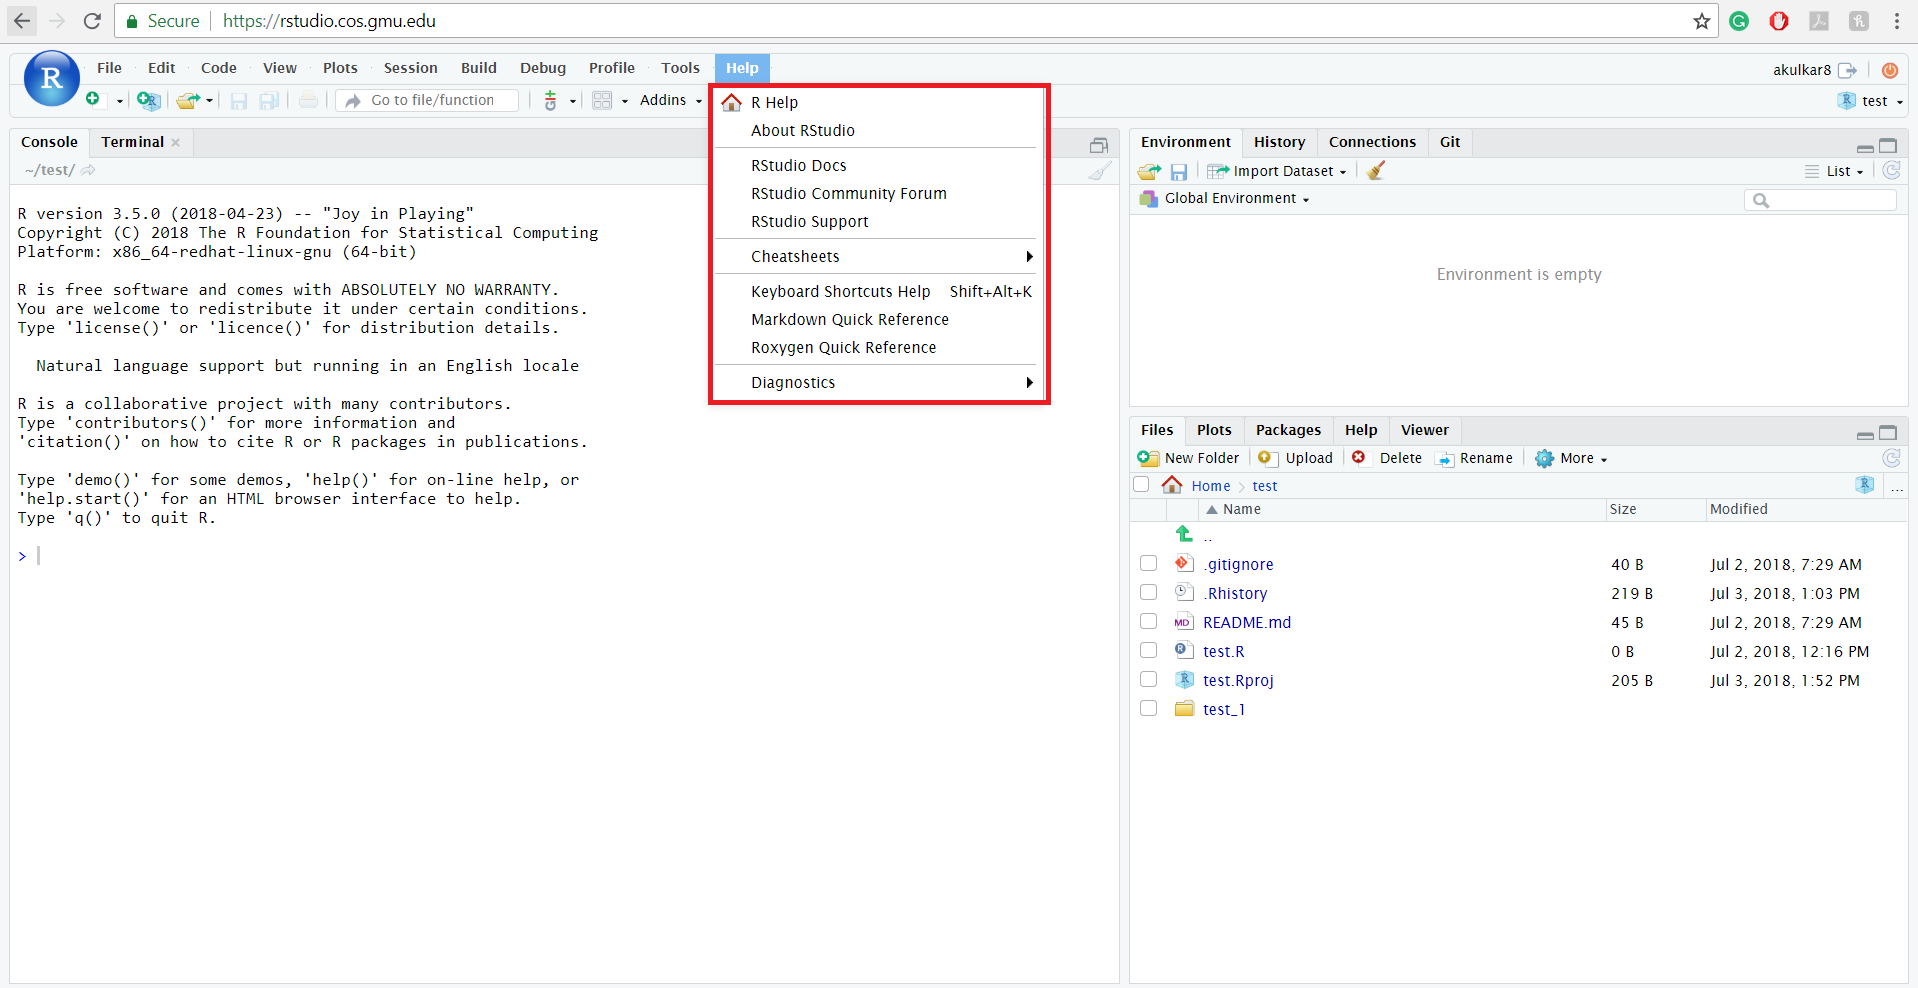 Secure https://rstudio.cos.gmu.edu
R File Edit Code View Plots Session Build Debug Profile Tools Help akulkar8
Go to file/function Addins test
R Help
About RStudio
RStudio Docs
RStudio Community Forum
RStudio Support
Cheatsheets
Keyboard Shortcuts Help Shift+Alt+K
Markdown Quick Reference
Roxygen Quick Reference
Diagnostics
Console Terminal
~/test/
R version 3.5.0 (2018-04-23) -- "Joy in Playing"
Copyright (C) 2018 The R Foundation for Statistical Computing
Platform: x86_64-redhat-linux-gnu (64-bit)
R is free software and comes with ABSOLUTELY NO WARRANTY.
You are welcome to redistribute it under certain conditions.
Type 'license()' or 'licence()' for distribution details.
Natural language support but running in an English locale
R is a collaborative project with many contributors.
Type 'contributors()' for more information and
'citation()' on how to cite R or R packages in publications.
Type 'demo()' for some demos, 'help()' for on-line help, or
'help.start()' for an HTML browser interface to help.
Type 'q()' to quit R.
>
Environment History Connections Git
Import Dataset List
Global Environment
Environment is empty
Files Plots Packages Help Viewer
New Folder Upload Delete Rename More
Home test ...
Name Size Modified
..
.gitignore 40 B Jul 2, 2018, 7:29 AM
.Rhistory 219 B Jul 3, 2018, 1:03 PM
MD README.md 45 B Jul 2, 2018, 7:29 AM
test.R 0 B Jul 2, 2018, 12:16 PM
test.Rproj 205 B Jul 3, 2018, 1:52 PM
test_1